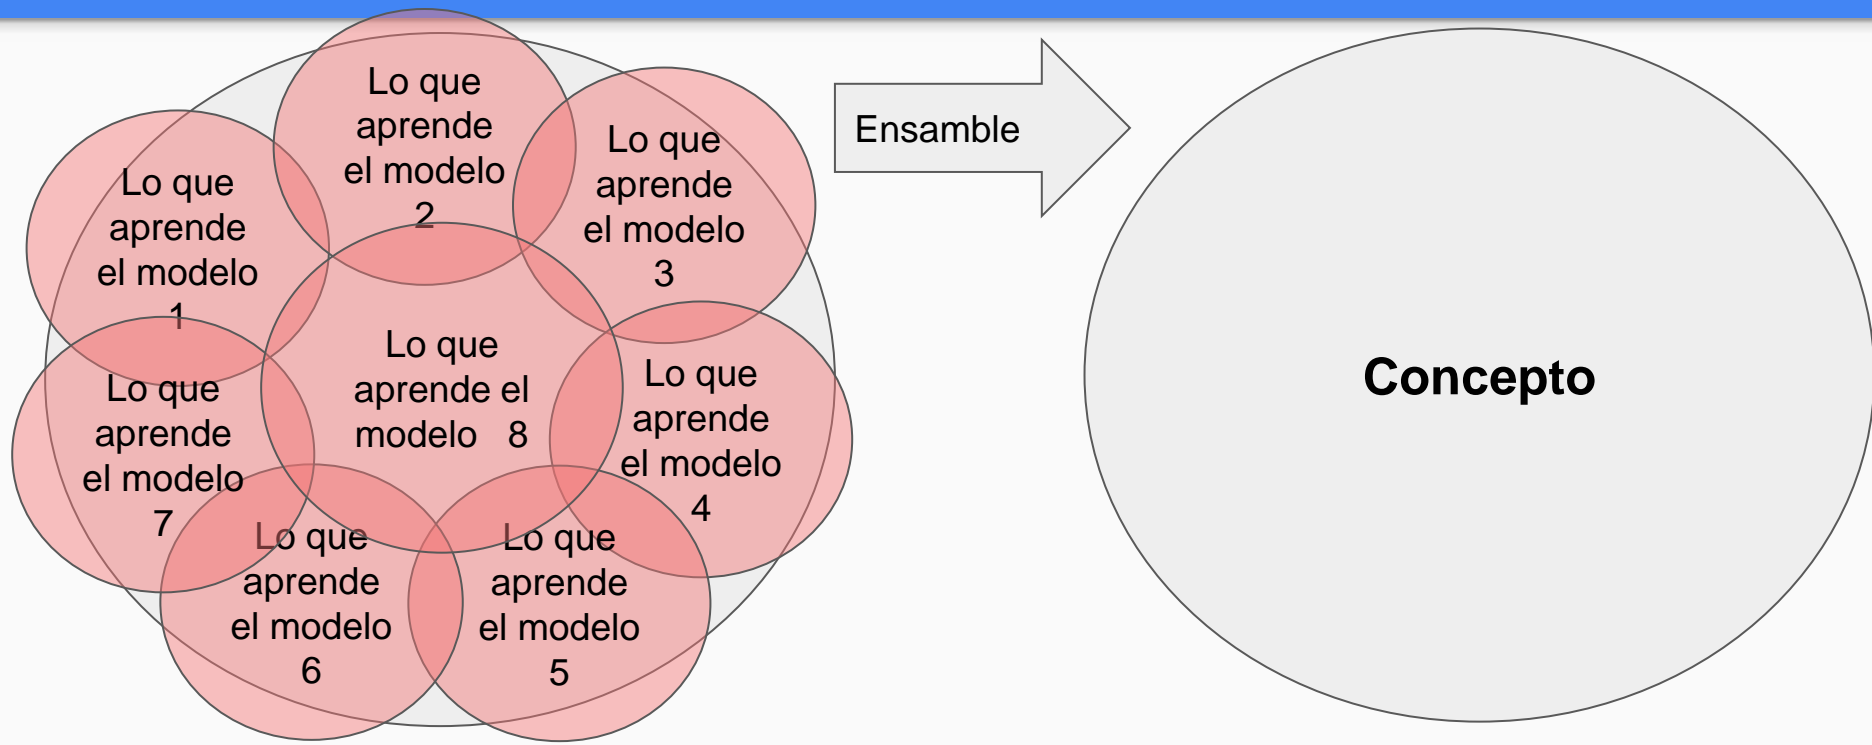 Lo que
aprende
el modelo
1
Lo que
aprende
el modelo
2
Lo que
aprende
el modelo
3
Lo que
aprende
el modelo
4
Lo que
aprende
el modelo
5
Lo que
aprende
el modelo
6
Lo que
aprende
el modelo
7
Lo que
aprende el
modelo 8
Ensamble
Concepto